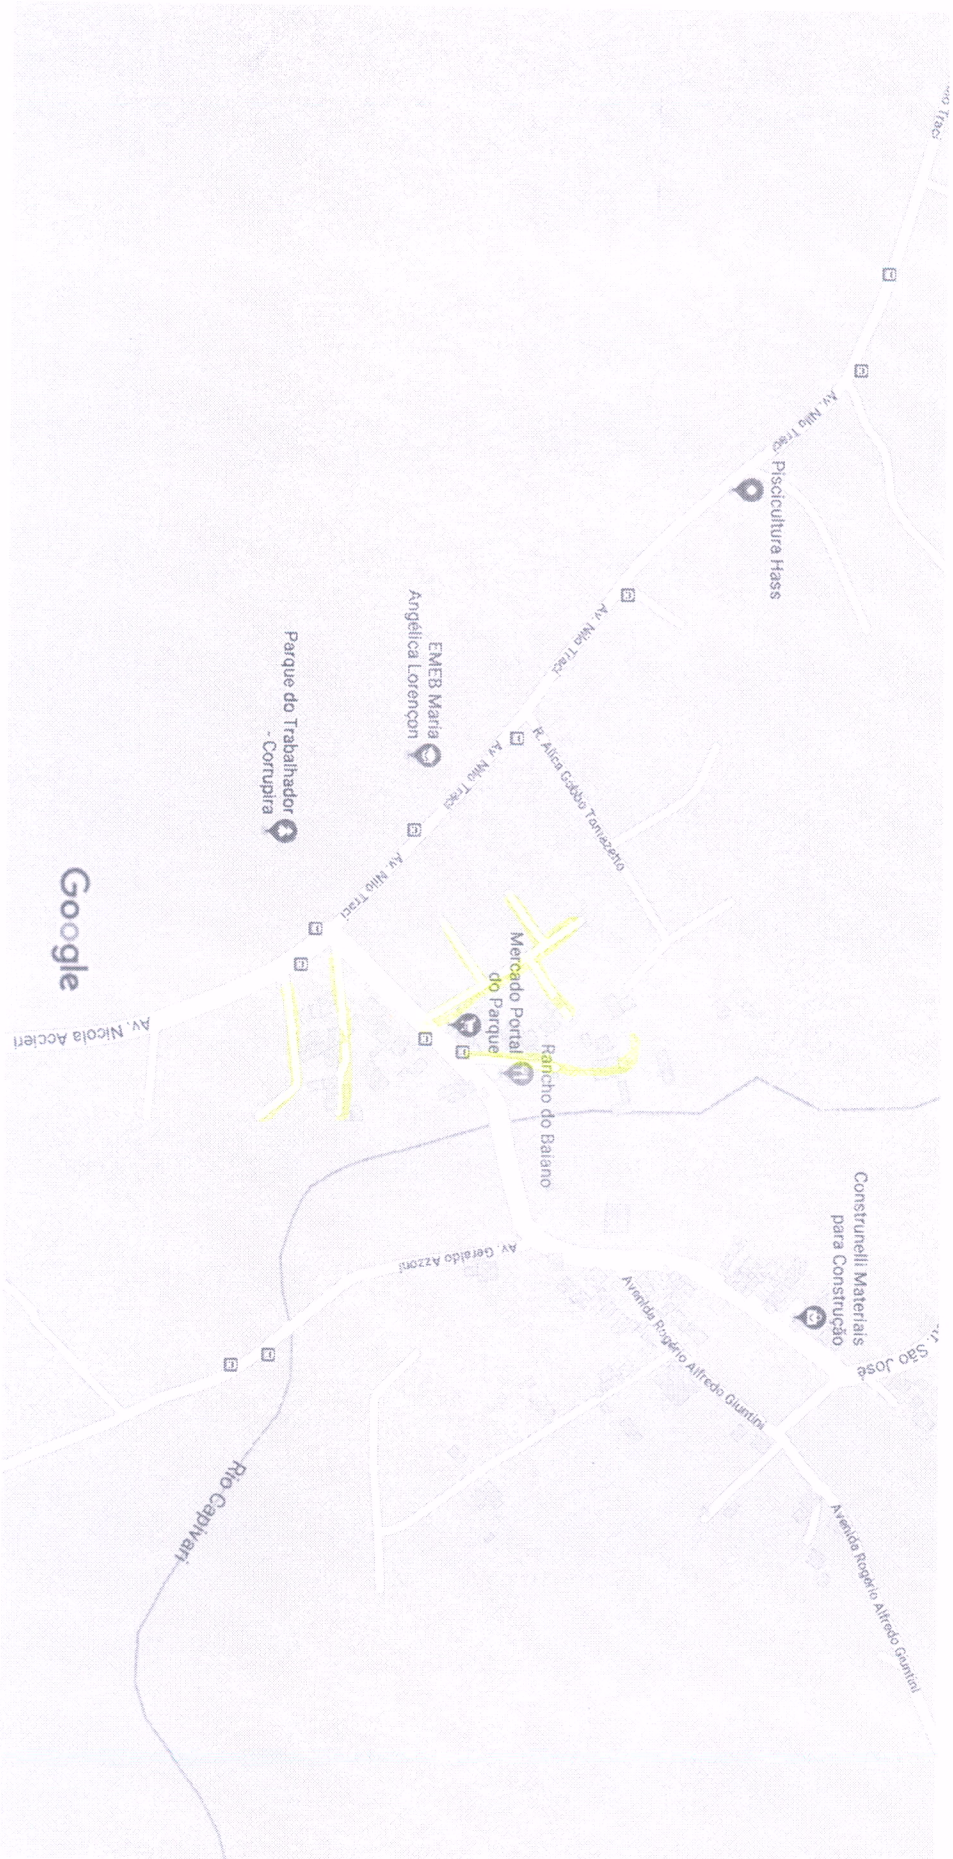 Av. Nilo Traci
Piscicultura Hass
Av. Nilo Traci
EMEB Maria
Angélica Lorençon
Av. Nilo Traci
R. Alica Gobbo Tomazetto
Parque do Trabalhador
- Corrupira
Av. Nilo Traci
Mercado Portal
do Parque
Google
Av. Nicola Accieri
Rancho do Baiano
Construnelli Materiais
para Construção
Av. Geraldo Azzoni
Avenida Rogério Alfredo Giuntini
São José
Rio Capivari
Avenida Rogério Alfredo Giuntini